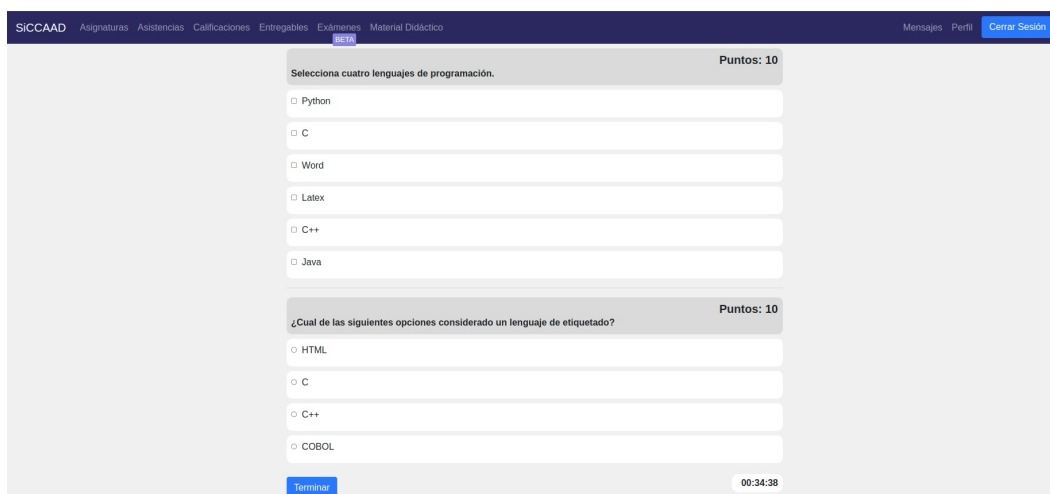 SiCCAAD Asignaturas Asistencias Calificaciones Entregables Exámenes Material Didáctico Mensajes Perfil Cerrar Sesión
BETA
Puntos: 10
Selecciona cuatro lenguajes de programación.
Python
C
Word
Latex
C++
Java
Puntos: 10
¿Cual de las siguientes opciones considerado un lenguaje de etiquetado?
HTML
C
C++
COBOL
Terminar 00:34:38